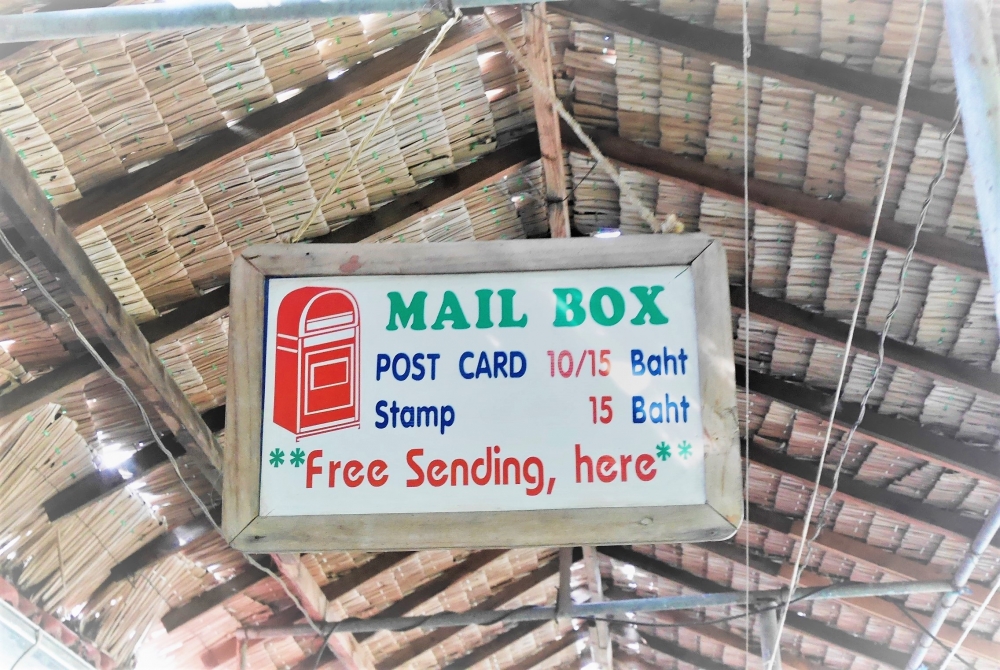 MAIL BOX
POST CARD 10/15 Baht
Stamp 15 Baht
**Free Sending, here**